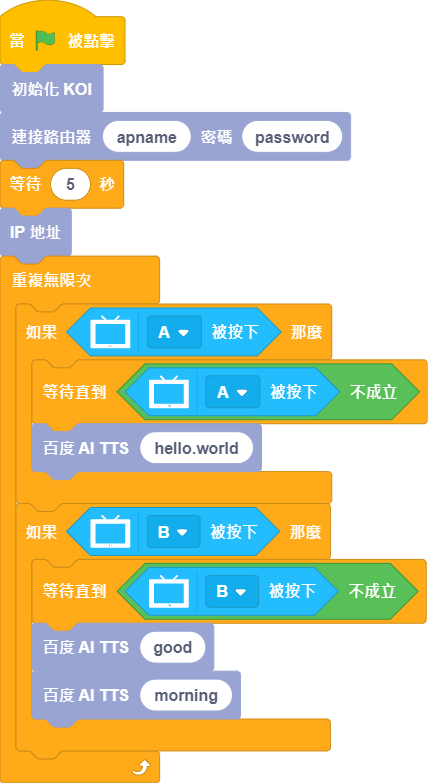 當 被點擊
初始化 KOI
連接路由器 apname 密碼 password
等待 5 秒
IP 地址
重複無限次
如果 A 被按下 那麼
等待直到 A 被按下 不成立
百度 AI TTS hello.world
如果 B 被按下 那麼
等待直到 B 被按下 不成立
百度 AI TTS good
百度 AI TTS morning